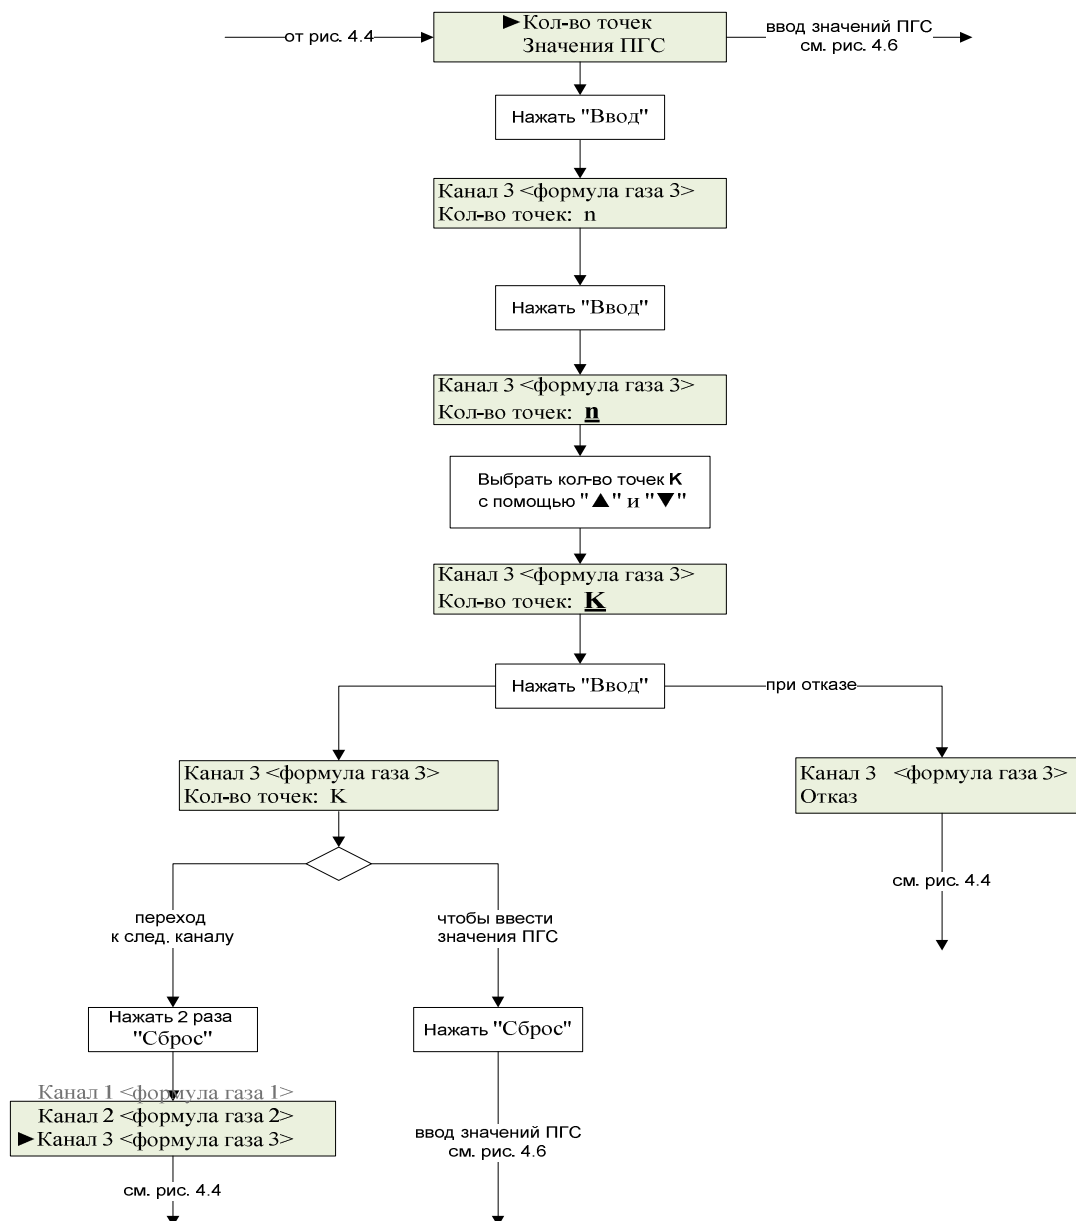 от рис. 4.4
►Кол-во точек
Значения ПГС
ввод значений ПГС
см. рис. 4.6
Нажать "Ввод"
Канал 3 <формула газа 3>
Кол-во точек: n
Нажать "Ввод"
Канал 3 <формула газа 3>
Кол-во точек: n
Выбрать кол-во точек К
с помощью "▲" и "▼"
Канал 3 <формула газа 3>
Кол-во точек: К
Нажать "Ввод"
при отказе
Канал 3 <формула газа 3>
Кол-во точек: К
Канал 3 <формула газа 3>
Отказ
см. рис. 4.4
переход
к след. каналу
чтобы ввести
значения ПГС
Нажать 2 раза
"Сброс"
Нажать "Сброс"
Канал 1 <формула газа 1>
Канал 2 <формула газа 2>
►Канал 3 <формула газа 3>
ввод значений ПГС
см. рис. 4.6
см. рис. 4.4